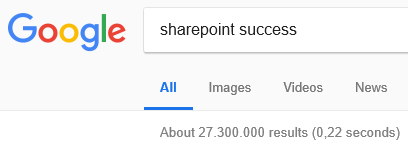 Google
sharepoint success
All Images Videos News
About 27.300.000 results (0,22 seconds)